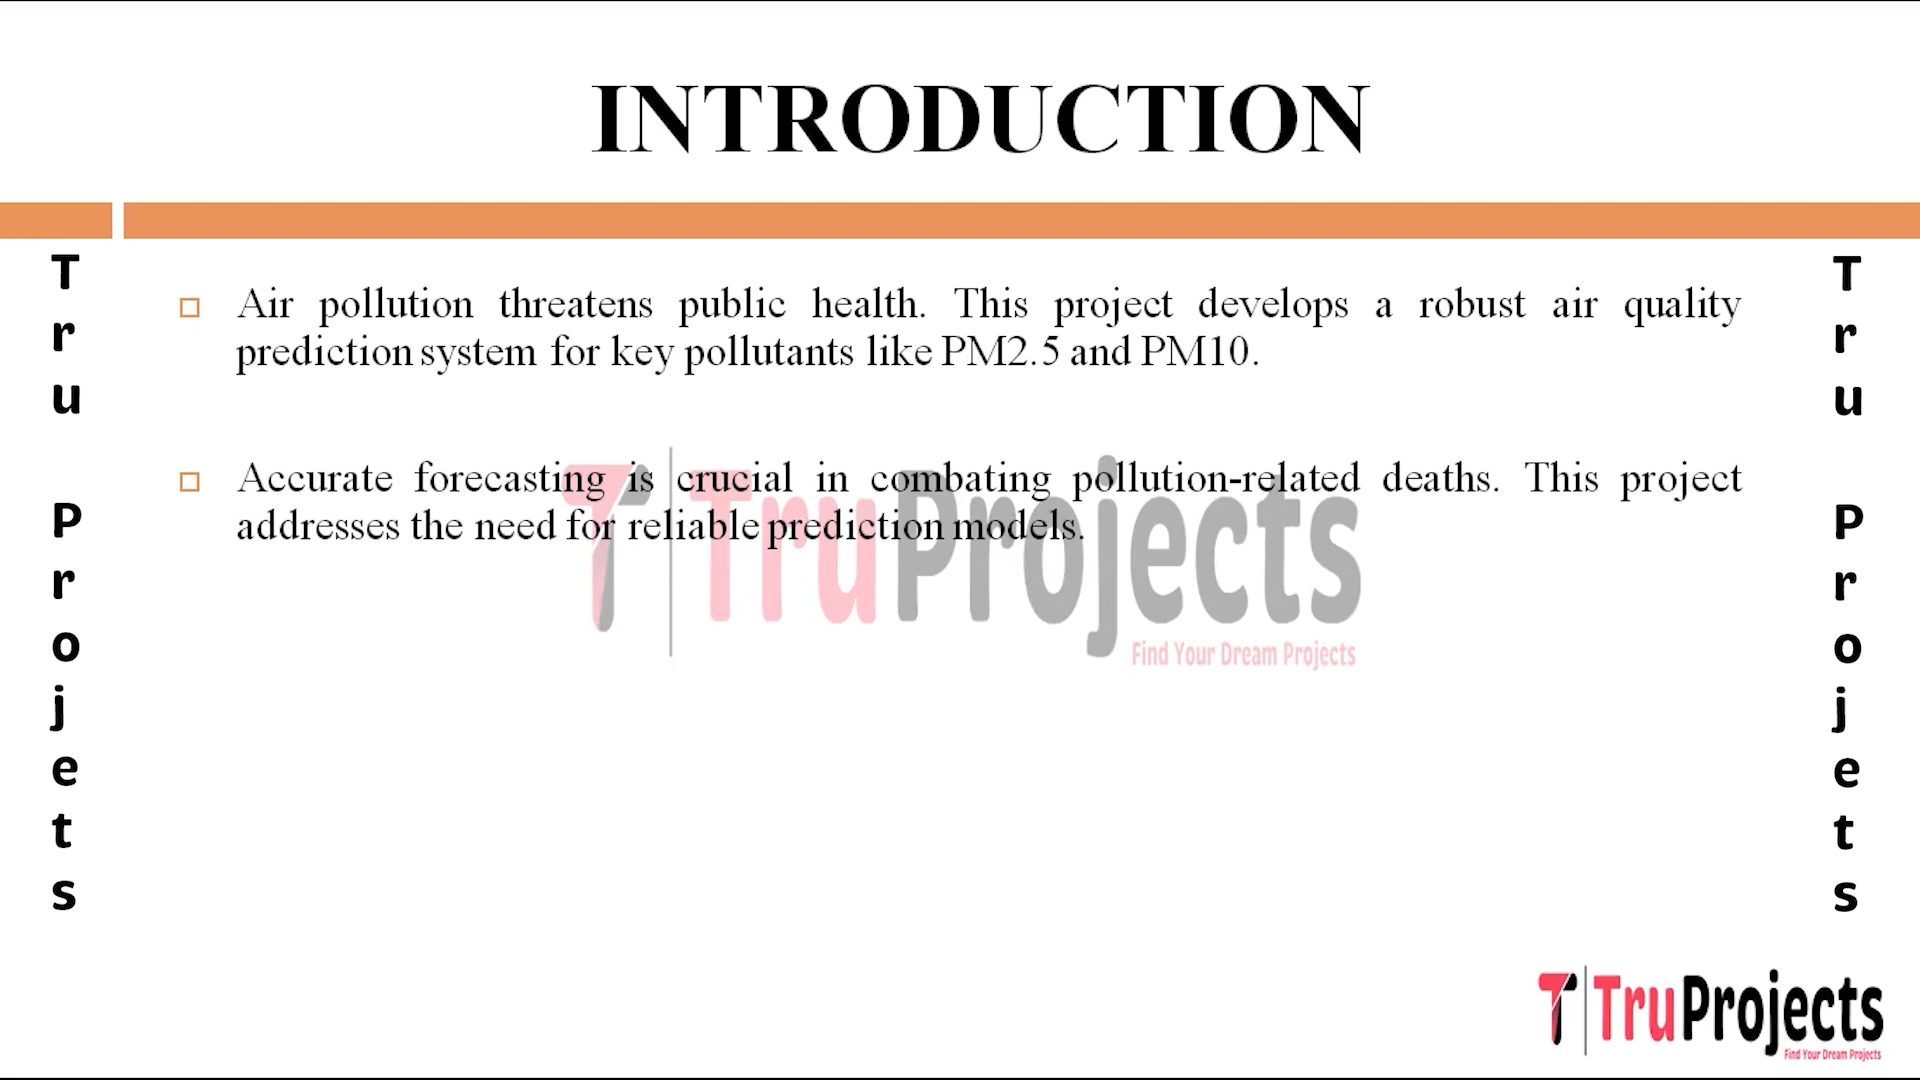 INTRODUCTION
Air pollution threatens public health. This project develops a robust air quality
prediction system for key pollutants like PM2.5 and PM10.
Accurate forecasting is crucial in combating pollution-related deaths. This project
addresses the need for reliable prediction models.
TruProjects
Find Your Dream Projects
Tru Projets
Tru Projets
TruProjects
Find Your Dream Projects